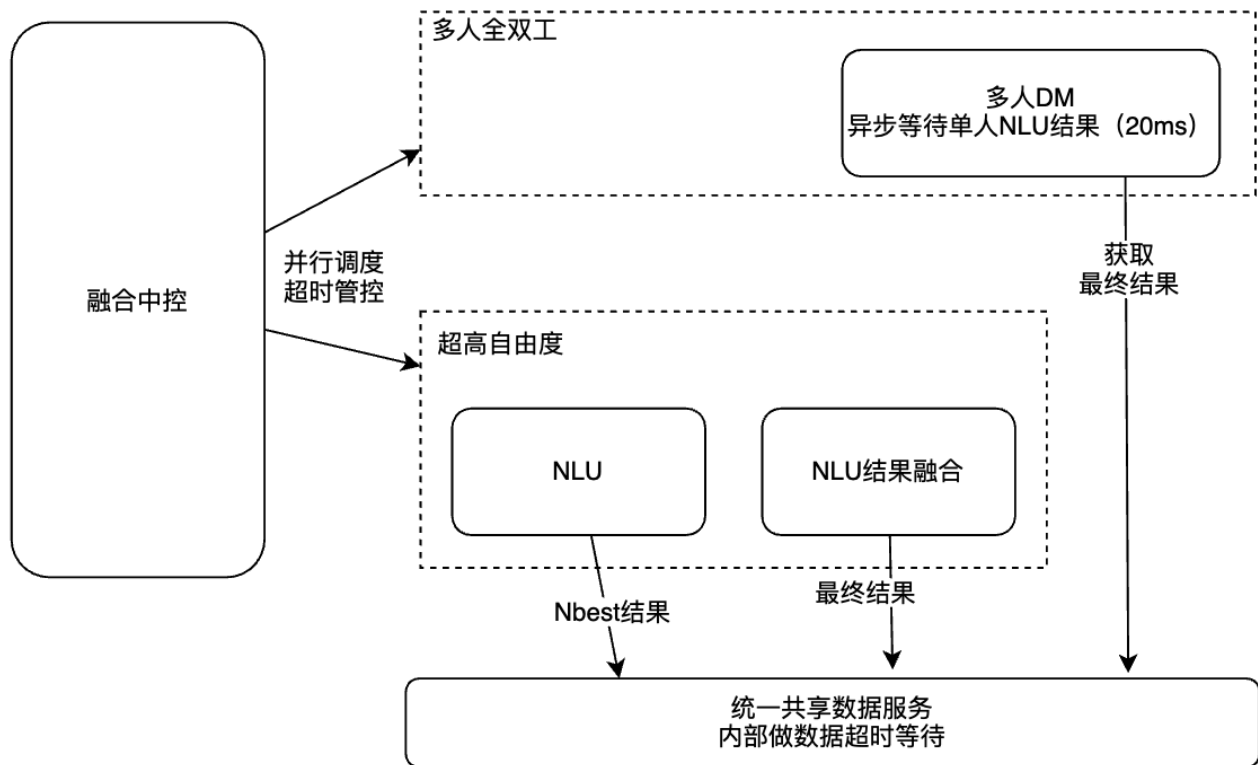 多人全双工
多人DM
异步等待单人NLU结果（20ms）
融合中控
并行调度
超时管控
获取
最终结果
超高自由度
NLU
NLU结果融合
Nbest结果
最终结果
统一共享数据服务
内部做数据超时等待